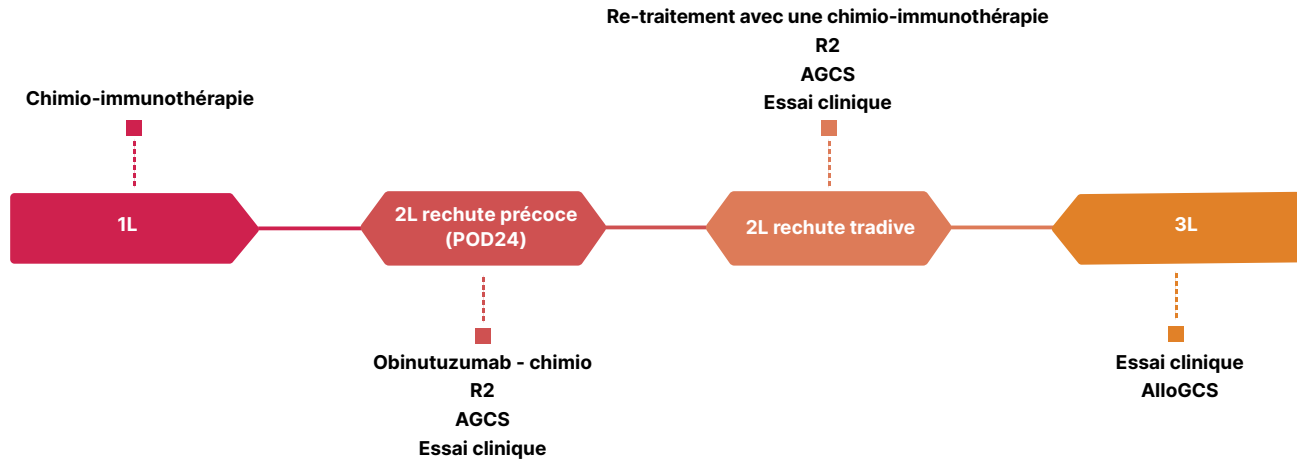 Re-traitement avec une chimio-immunothérapie
R2
AGCS
Essai clinique
Chimio-immunothérapie
1L
2L rechute précoce
(POD24)
2L rechute tradive
3L
Obinutuzumab - chimio
R2
AGCS
Essai clinique
Essai clinique
AlloGCS